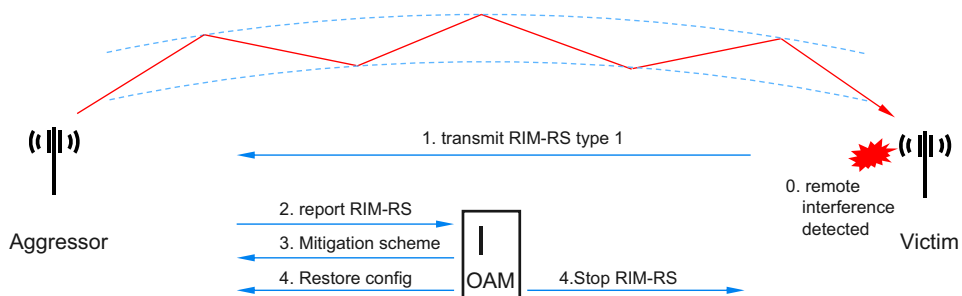 1. transmit RIM-RS type 1
0. remote
interference
detected
Aggressor
Victim
2. report RIM-RS
3. Mitigation scheme
OAM
4. Restore config
4.Stop RIM-RS